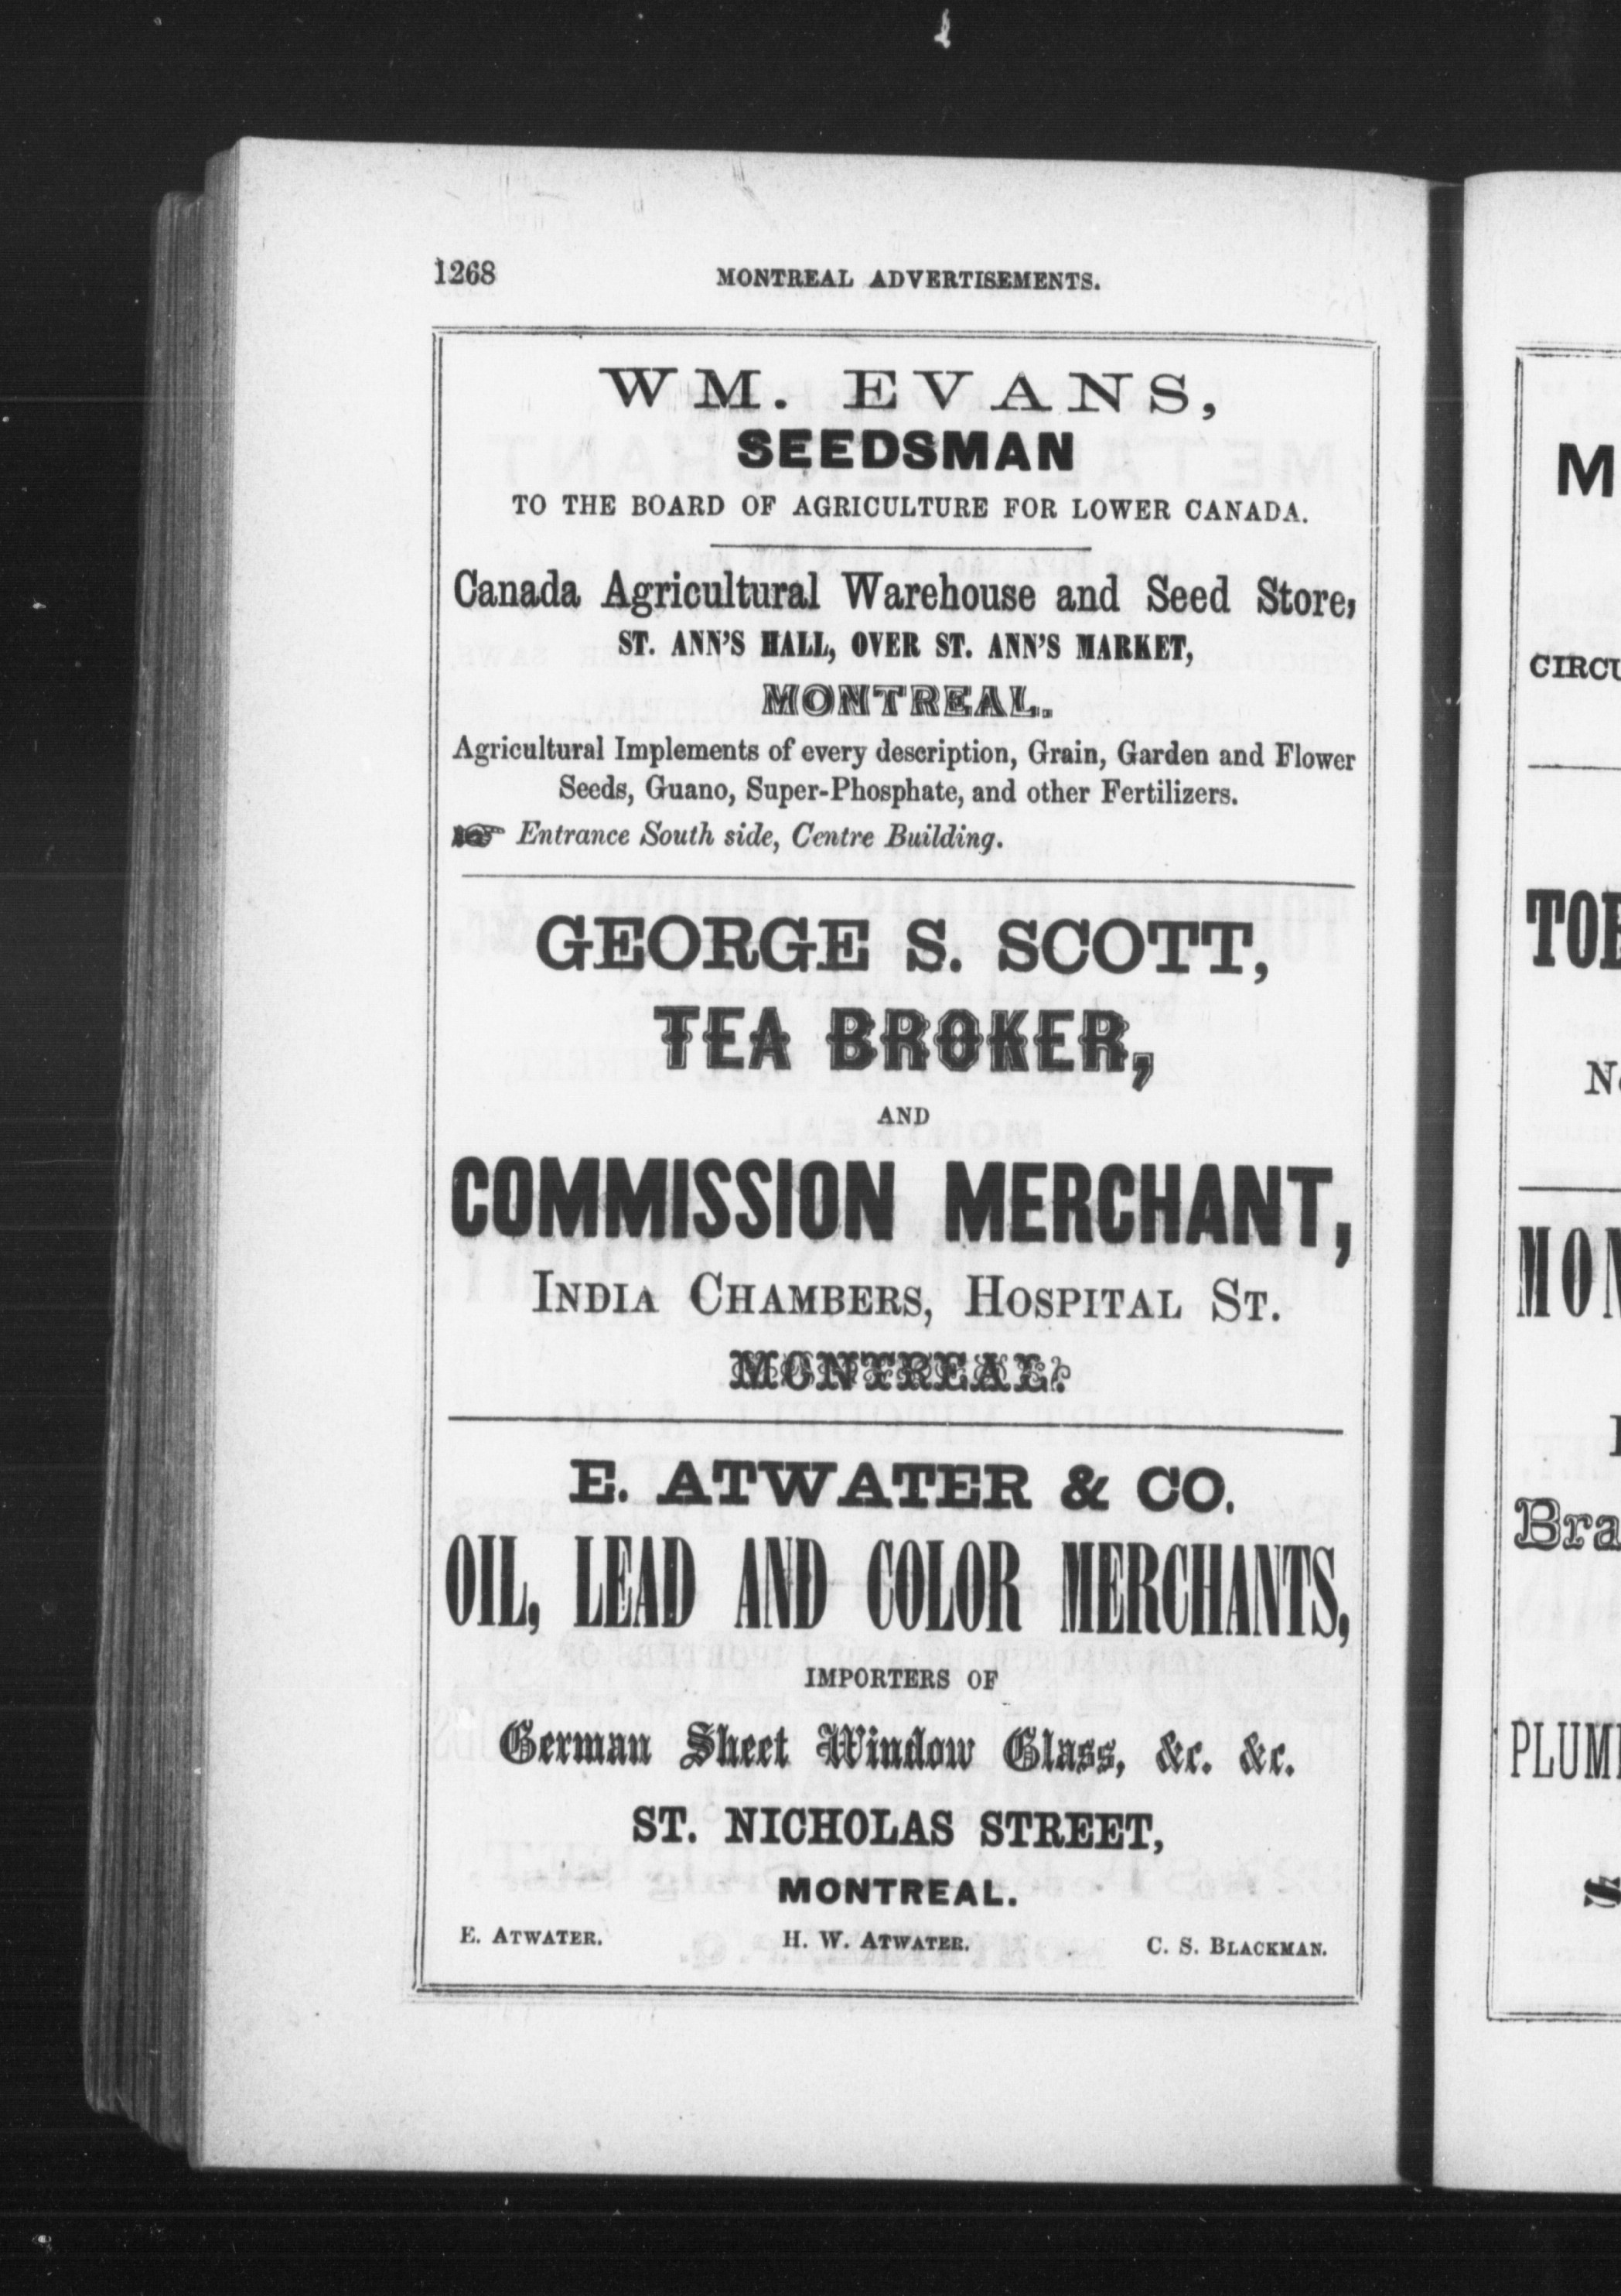 1268 MONTREAL ADVERTISEMENTS.
WM. EVANS,
SEEDSMAN
TO THE BOARD OF AGRICULTURE FOR LOWER CANADA.
Canada Agricultural Warehouse and Seed Store,
ST. ANN'S HALL, OVER ST. ANN'S MARKET,
MONTREAL.
Agricultural Implements of every description, Grain, Garden and Flower
Seeds, Guano, Super-Phosphate, and other Fertilizers.
☞ Entrance South side, Centre Building.
GEORGE S. SCOTT,
TEA BROKER,
AND
COMMISSION MERCHANT,
INDIA CHAMBERS, HOSPITAL ST.
MONTREAL.
E. ATWATER & CO.
OIL, LEAD AND COLOR MERCHANTS,
IMPORTERS OF
German Sheet Window Glass, &c. &c.
ST. NICHOLAS STREET,
MONTREAL.
E. ATWATER. H. W. ATWATER. C. S. BLACKMAN.